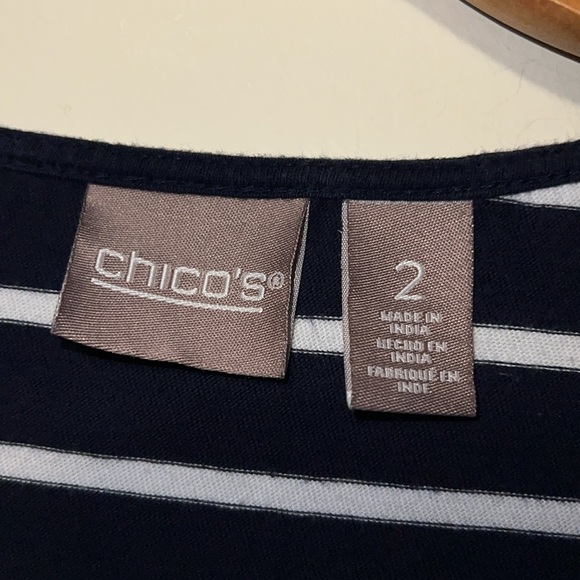 chico's®
2
MADE IN
INDIA
HECHO EN
INDIA
FABRIQUÉ EN
INDE